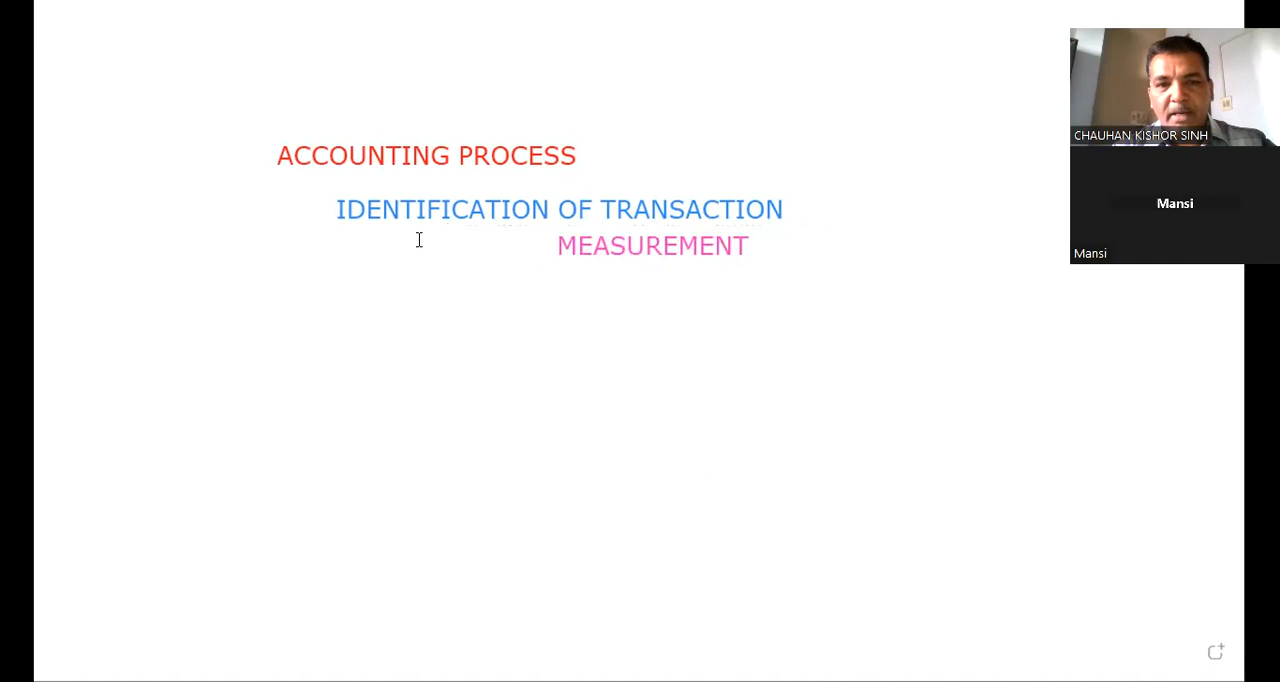 ACCOUNTING PROCESS
IDENTIFICATION OF TRANSACTION
MEASUREMENT
CHAUHAN KISHOR SINH
Mansi
Mansi